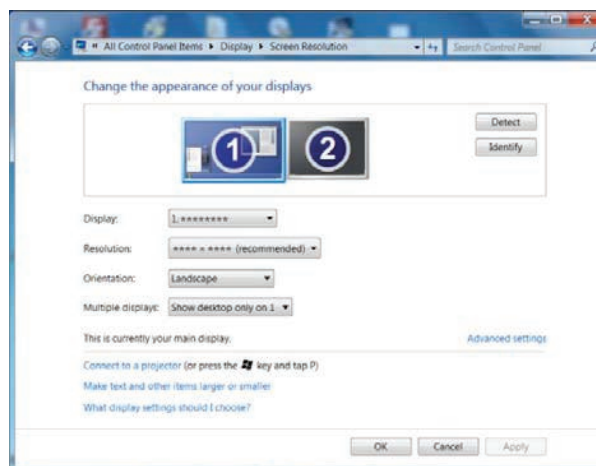 « All Control Panel Items ▸ Display ▸ Screen Resolution
Search Control Panel
Change the appearance of your displays
1
2
Detect
Identify
Display: 1. ********
Resolution: **** × **** (recommended)
Orientation: Landscape
Multiple displays: Show desktop only on 1
This is currently your main display.
Advanced settings
Connect to a projector (or press the key and tap P)
Make text and other items larger or smaller
What display settings should I choose?
OK Cancel Apply